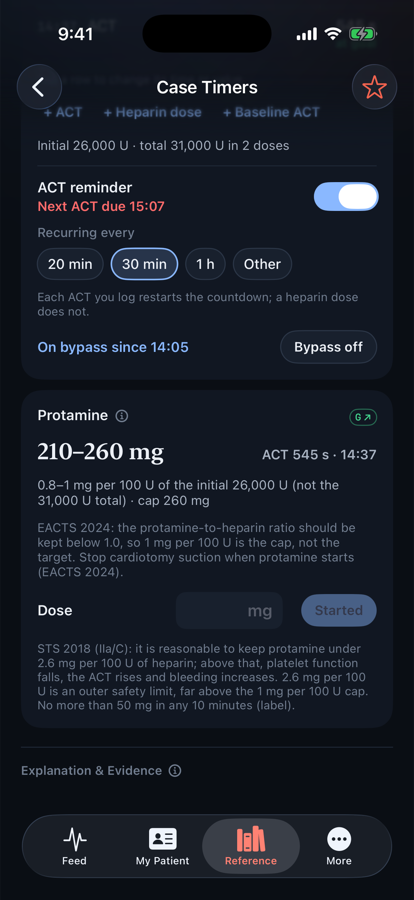 9:41
Case Timers
+ ACT + Heparin dose + Baseline ACT
Initial 26,000 U · total 31,000 U in 2 doses
ACT reminder
Next ACT due 15:07
Recurring every
20 min 30 min 1 h Other
Each ACT you log restarts the countdown; a heparin dose
does not.
On bypass since 14:05 Bypass off
Protamine G
210–260 mg ACT 545 s · 14:37
0.8–1 mg per 100 U of the initial 26,000 U (not the
31,000 U total) · cap 260 mg
EACTS 2024: the protamine-to-heparin ratio should be
kept below 1.0, so 1 mg per 100 U is the cap, not the
target. Stop cardiotomy suction when protamine starts
(EACTS 2024).
Dose mg Started
STS 2018 (IIa/C): it is reasonable to keep protamine under
2.6 mg per 100 U of heparin; above that, platelet function
falls, the ACT rises and bleeding increases. 2.6 mg per 100
U is an outer safety limit, far above the 1 mg per 100 U cap.
No more than 50 mg in any 10 minutes (label).
Explanation & Evidence
Feed My Patient Reference More